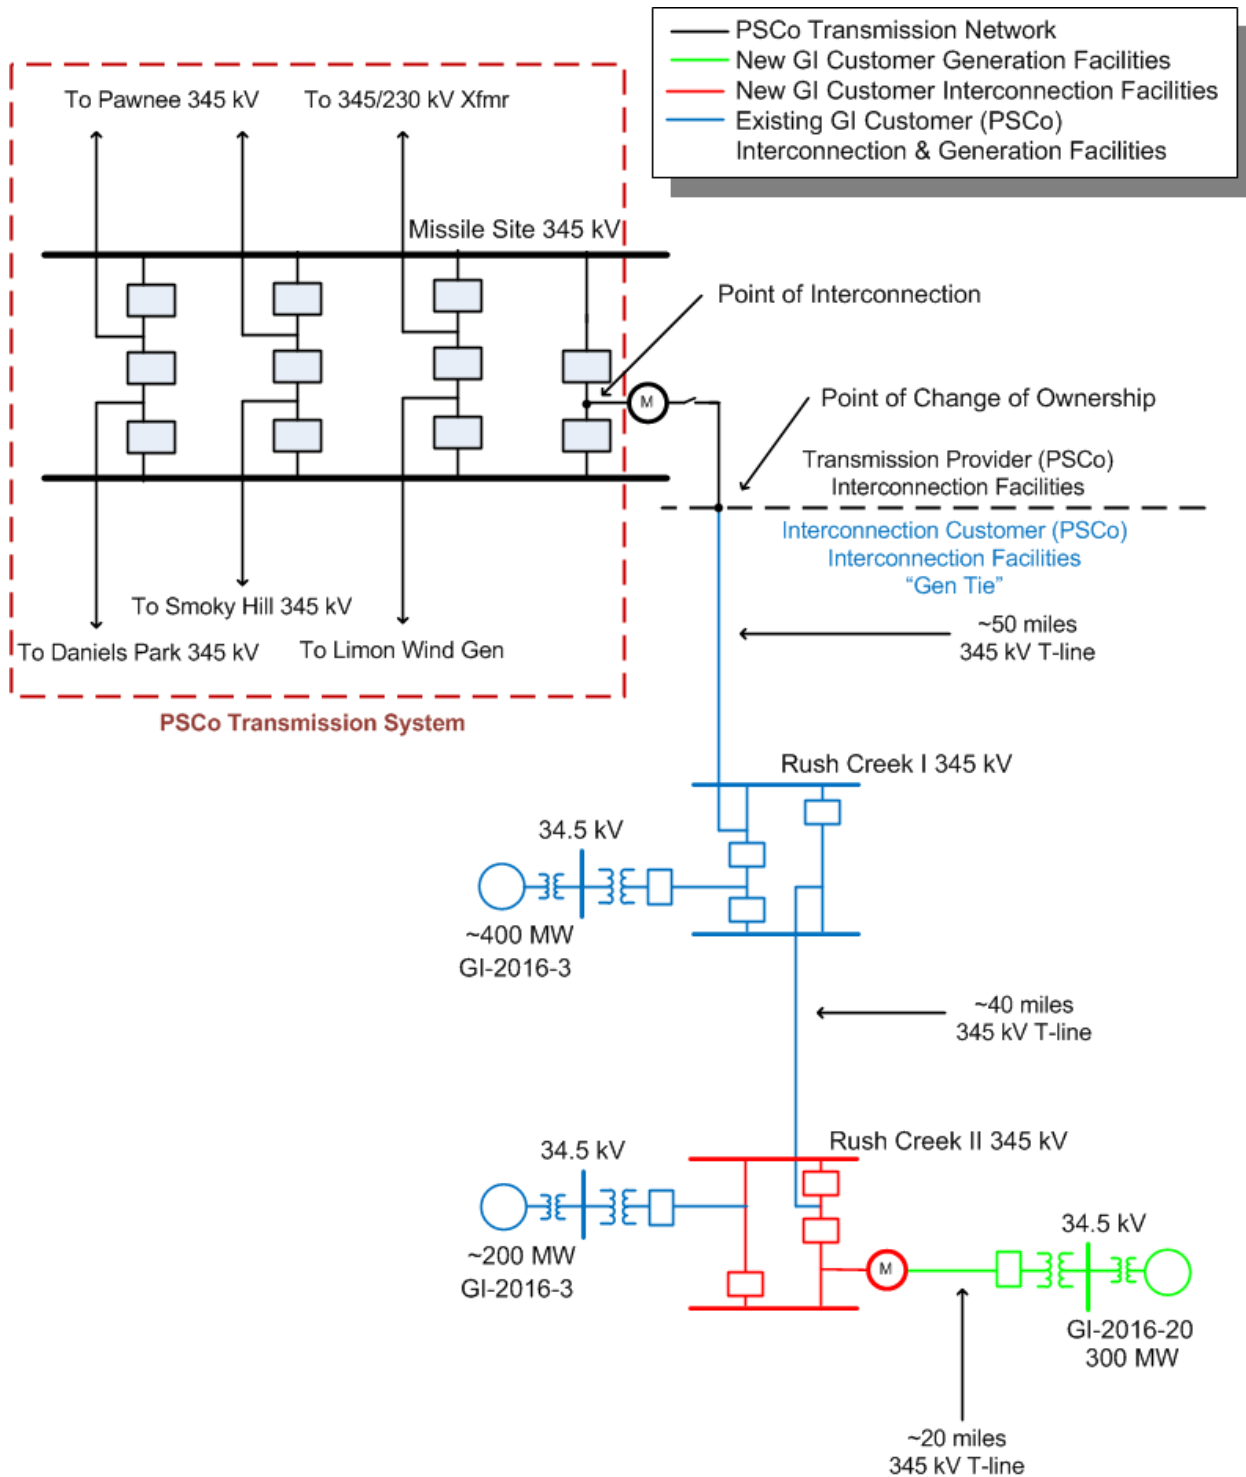 PSCo Transmission Network
New GI Customer Generation Facilities
New GI Customer Interconnection Facilities
Existing GI Customer (PSCo)
Interconnection & Generation Facilities
To Pawnee 345 kV
To 345/230 kV Xfmr
Missile Site 345 kV
Point of Interconnection
M
Point of Change of Ownership
Transmission Provider (PSCo)
Interconnection Facilities
Interconnection Customer (PSCo)
Interconnection Facilities
“Gen Tie”
To Smoky Hill 345 kV
To Daniels Park 345 kV
To Limon Wind Gen
~50 miles
345 kV T-line
PSCo Transmission System
Rush Creek I 345 kV
34.5 kV
~400 MW
GI-2016-3
~40 miles
345 kV T-line
Rush Creek II 345 kV
34.5 kV
~200 MW
GI-2016-3
M
34.5 kV
GI-2016-20
300 MW
~20 miles
345 kV T-line